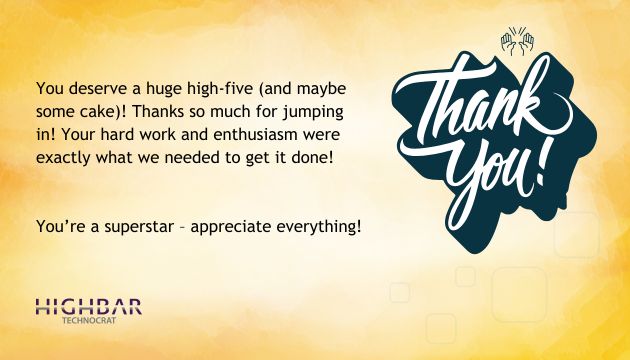 You deserve a huge high-five (and maybe
some cake)! Thanks so much for jumping
in! Your hard work and enthusiasm were
exactly what we needed to get it done!
You’re a superstar – appreciate everything!
Thank
You!
HIGHBAR
TECHNOCRAT